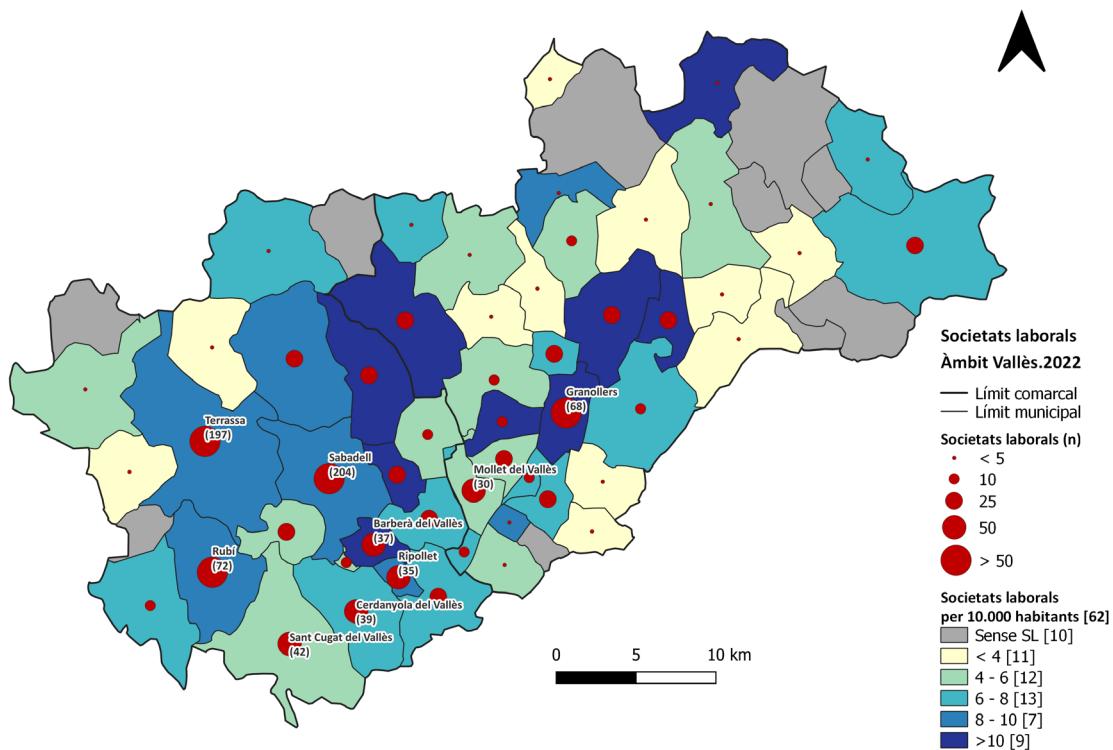 Granollers
(68)
Terrassa
(197)
Sabadell
(204)
Mollet del Vallès
(30)
Barberà del Vallès
(37)
Ripollet
(35)
Rubí
(72)
Cerdanyola del Vallès
(39)
Sant Cugat del Vallès
(42)
0 5 10 km
Societats laborals
Àmbit Vallès.2022
Límit comarcal
Límit municipal
Societats laborals (n)
< 5
10
25
50
> 50
Societats laborals
per 10.000 habitants [62]
Sense SL [10]
< 4 [11]
4 - 6 [12]
6 - 8 [13]
8 - 10 [7]
>10 [9]